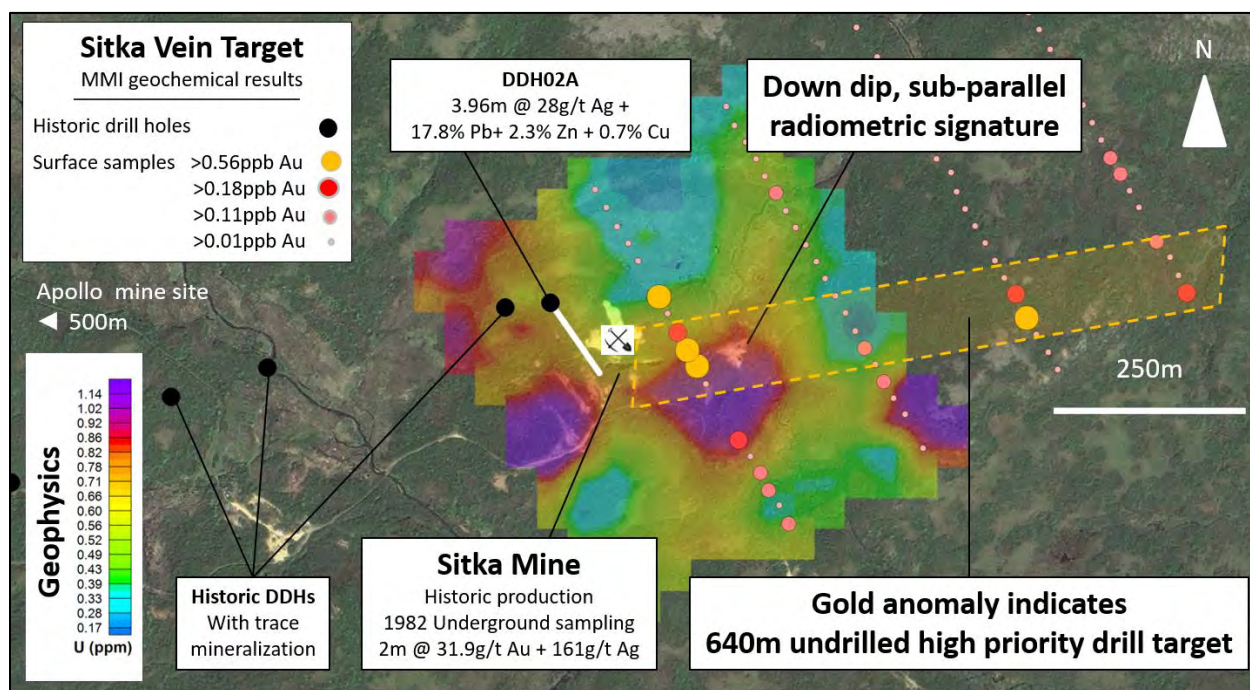 Sitka Vein Target
MMI geochemical results
Historic drill holes
Surface samples >0.56ppb Au
>0.18ppb Au
>0.11ppb Au
>0.01ppb Au
DDH02A
3.96m @ 28g/t Ag +
17.8% Pb+ 2.3% Zn + 0.7% Cu
Down dip, sub-parallel
radiometric signature
N
Apollo mine site
500m
250m
Geophysics
1.14
1.02
0.92
0.86
0.82
0.78
0.71
0.66
0.62
0.56
0.52
0.49
0.43
0.39
0.33
0.28
0.17
U (ppm)
Historic DDHs
With trace
mineralization
Sitka Mine
Historic production
1982 Underground sampling
2m @ 31.9g/t Au + 161g/t Ag
Gold anomaly indicates
640m undrilled high priority drill target